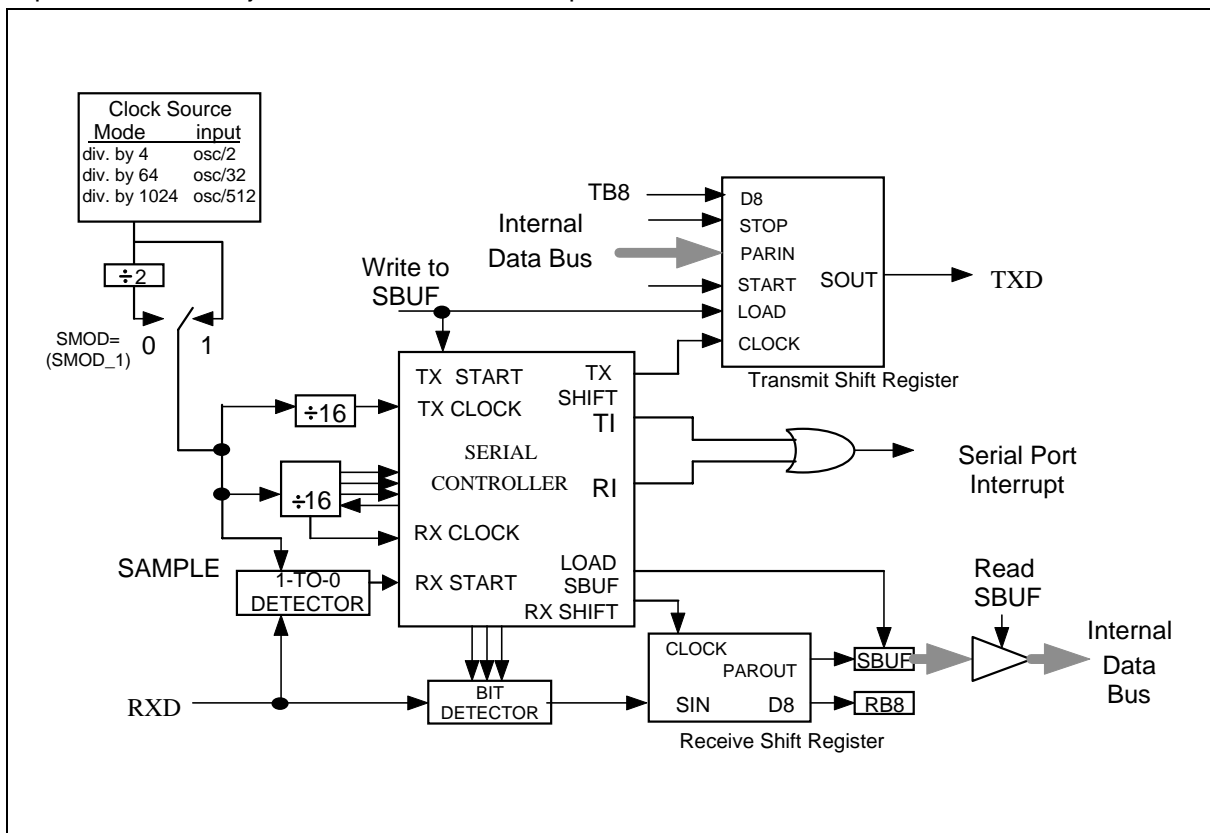 Clock Source
Mode input
div. by 4 osc/2
div. by 64 osc/32
div. by 1024 osc/512
÷2
SMOD=
(SMOD_1)
0 1
TB8
Internal
Data Bus
Write to
SBUF
D8
STOP
PARIN
START
LOAD
CLOCK
SOUT
TXD
Transmit Shift Register
÷16
÷16
TX START
TX CLOCK
SERIAL
CONTROLLER
RX CLOCK
RX START
TX
SHIFT
TI
RI
LOAD
SBUF
RX SHIFT
Serial Port
Interrupt
SAMPLE
1-TO-0
DETECTOR
RXD
BIT
DETECTOR
CLOCK
PAROUT
SIN D8
Receive Shift Register
SBUF
RB8
Read
SBUF
Internal
Data
Bus